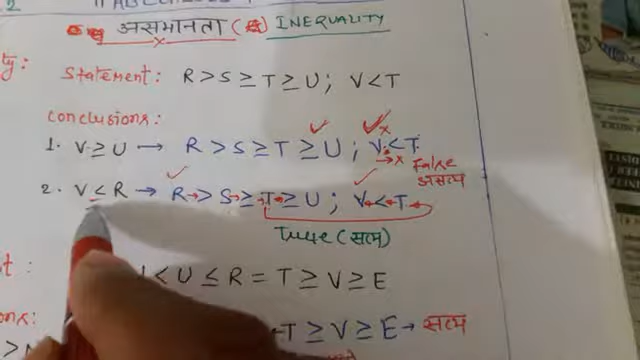 असमानता ( INEQUALITY
Statement: R > S ≥ T ≥ U ; V < T
Conclusions:
1. V ≥ U → R > S ≥ T ≥ U ; V < T
False
असत्य
2. V < R → R > S ≥ T ≥ U ; V < T
True (सत्य)
< U ≤ R = T ≥ V ≥ E
T ≥ V ≥ E → सत्य